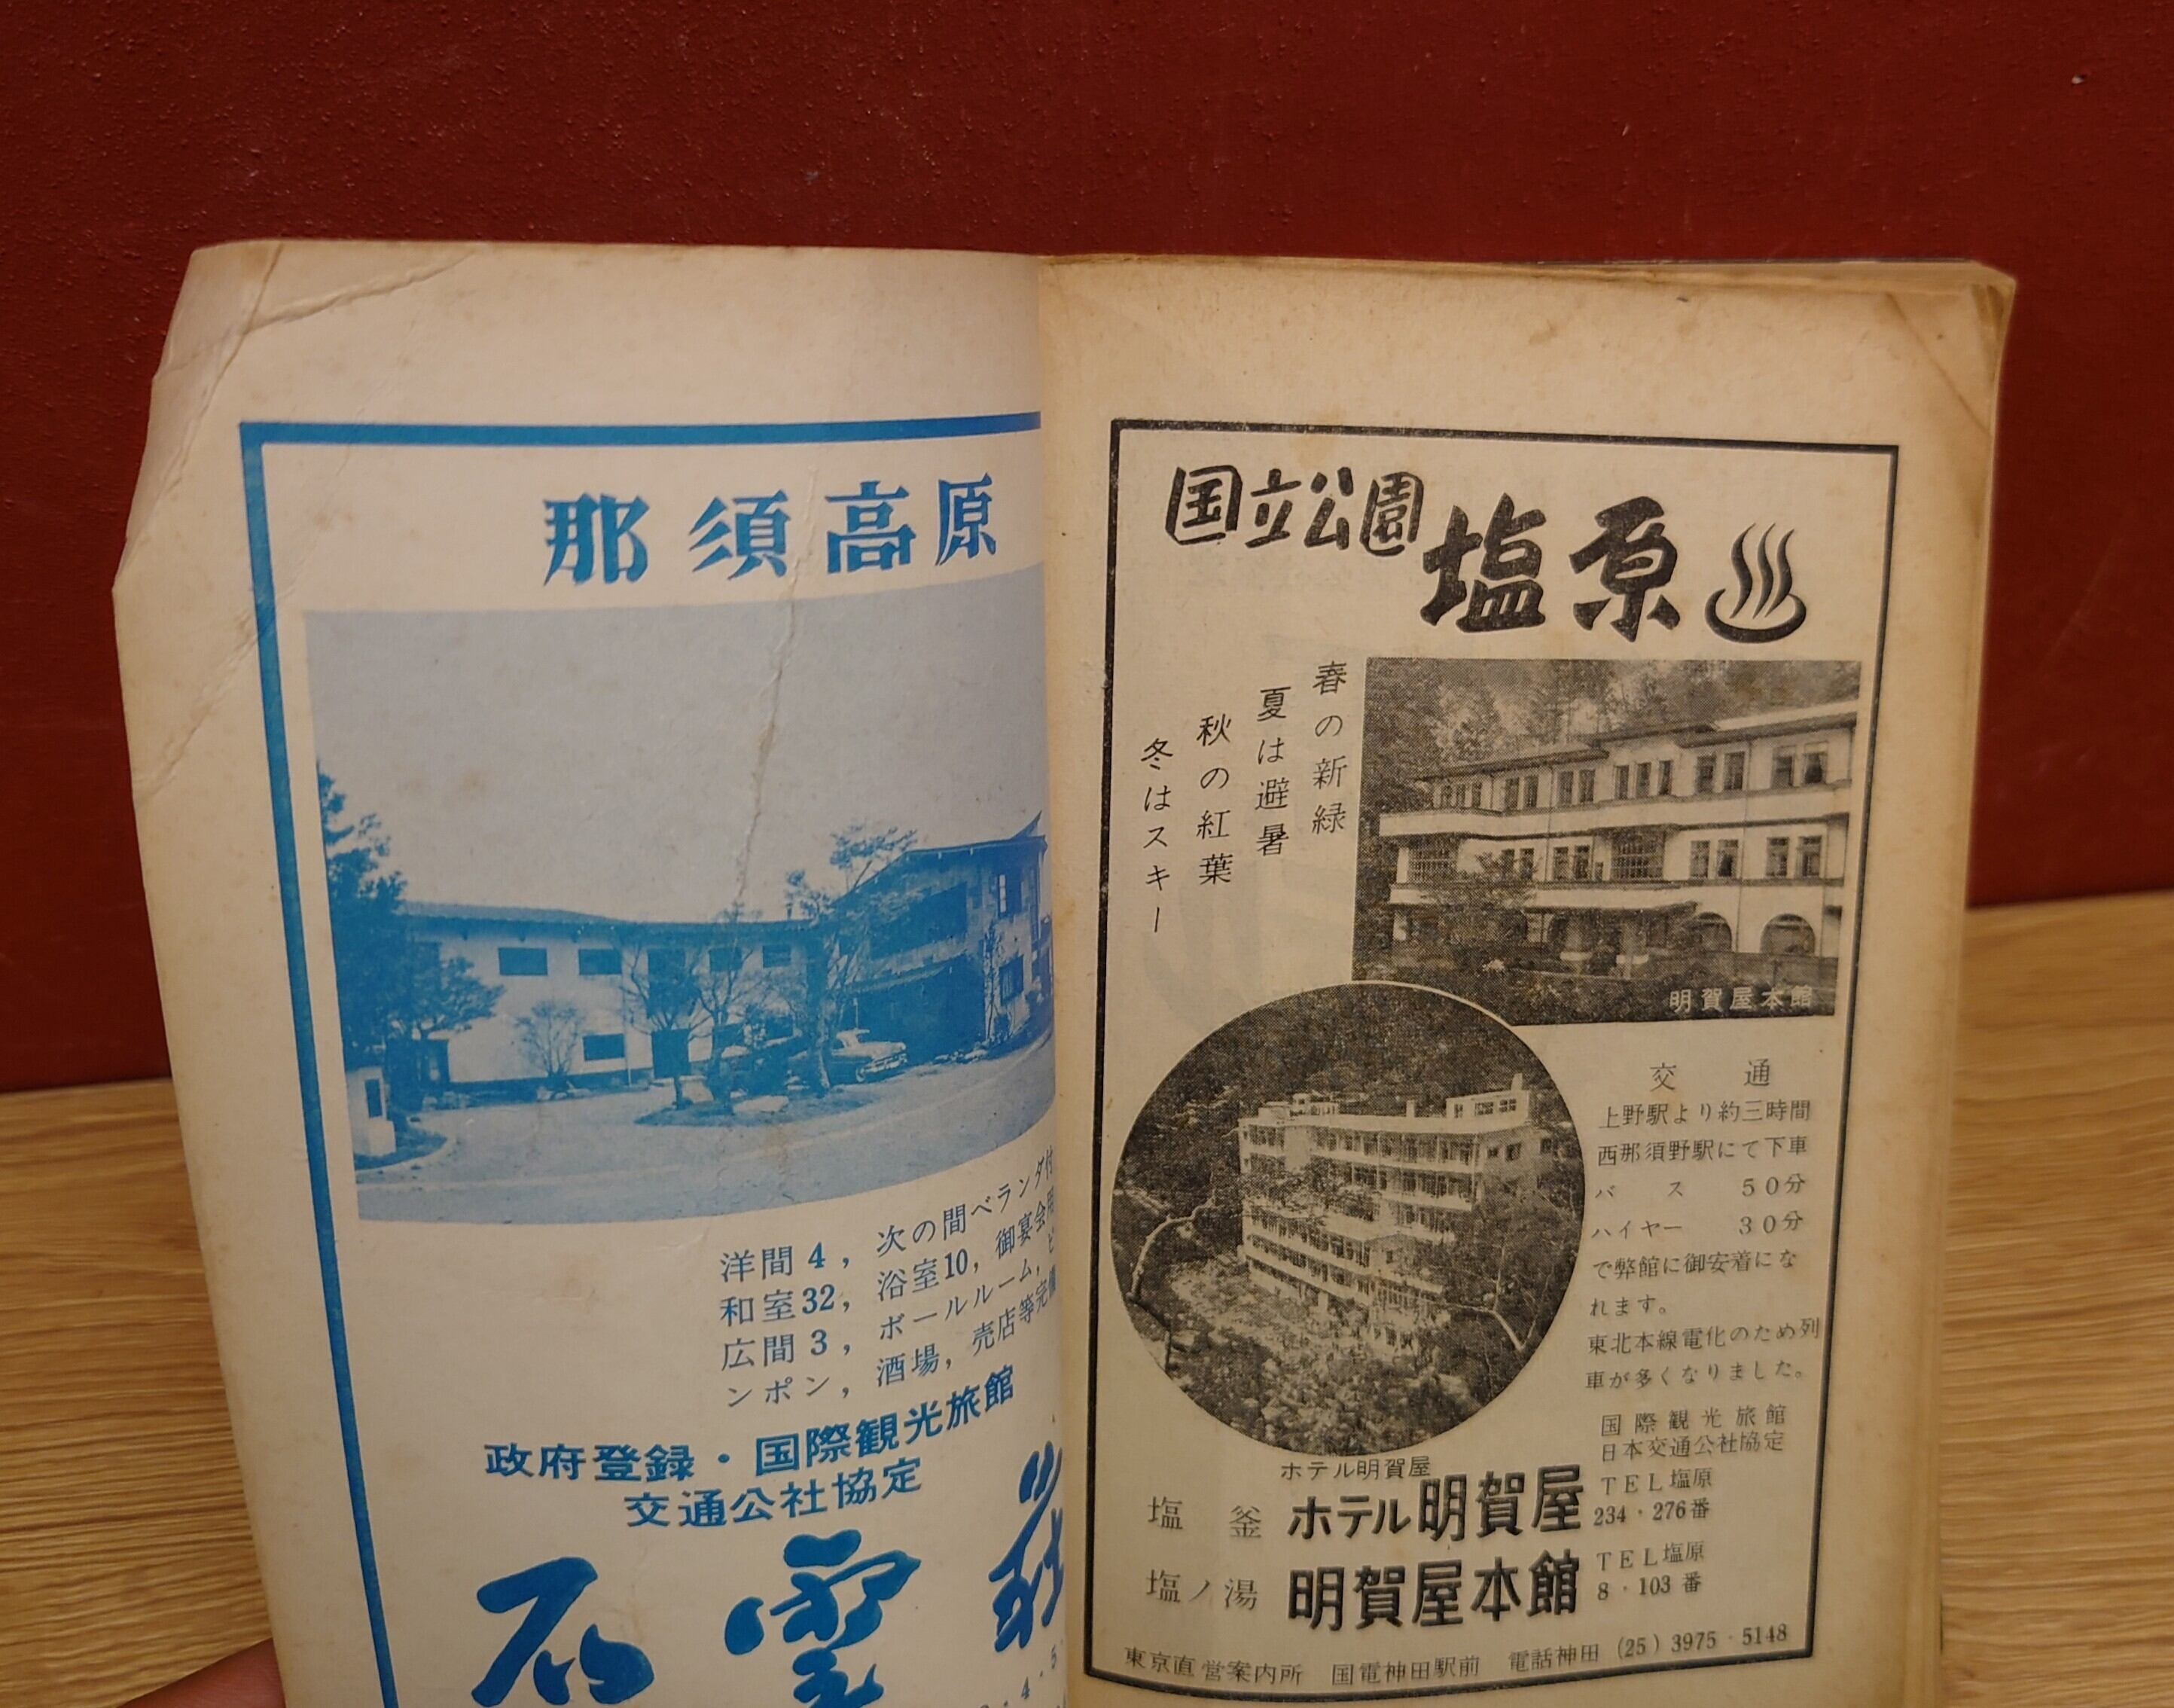 那須高原
洋間4，次の間ベランダ付
和室32，浴室10，御宴会用
広間3，ボールルーム，ピ
ンポン，酒場，売店等完備
政府登録・国際観光旅館
交通公社協定
石雲荘
国立公園 塩原♨
春の新緑
夏は避暑
秋の紅葉
冬はスキー
明賀屋本館
交通
上野駅より約三時間
西那須野駅にて下車
バス 50分
ハイヤー 30分
で弊館に御安着にな
れます。
東北本線電化のため列
車が多くなりました。
国際観光旅館
日本交通公社協定
ホテル明賀屋
塩釜 ホテル明賀屋 TEL塩原 234・276番
塩ノ湯 明賀屋本館 TEL塩原 8・103番
東京直営案内所 国電神田駅前 電話神田 (25) 3975・5148